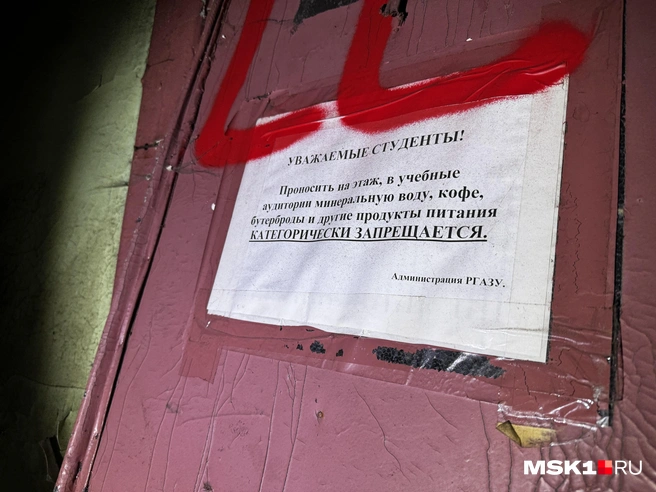 УВАЖАЕМЫЕ СТУДЕНТЫ!
Проносить на этаж, в учебные
аудитории минеральную воду, кофе,
бутерброды и другие продукты питания
КАТЕГОРИЧЕСКИ ЗАПРЕЩАЕТСЯ.
Администрация РГАЗУ.
MSK1.RU